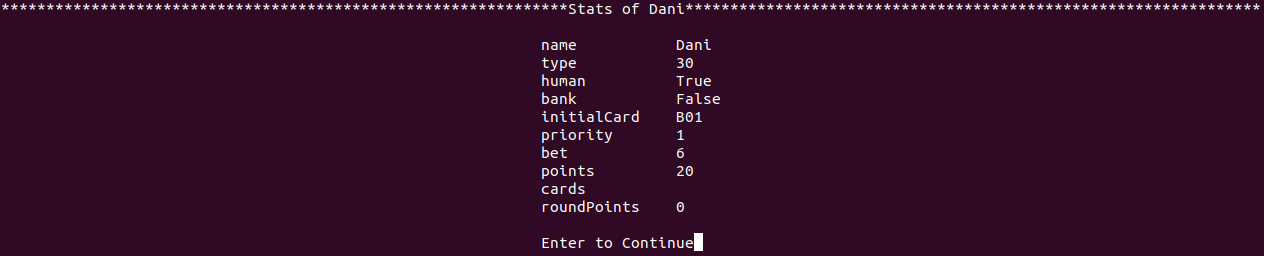 ***************************************************************Stats of Dani****************************************************************
name Dani
type 30
human True
bank False
initialCard B01
priority 1
bet 6
points 20
cards
roundPoints 0
Enter to Continue